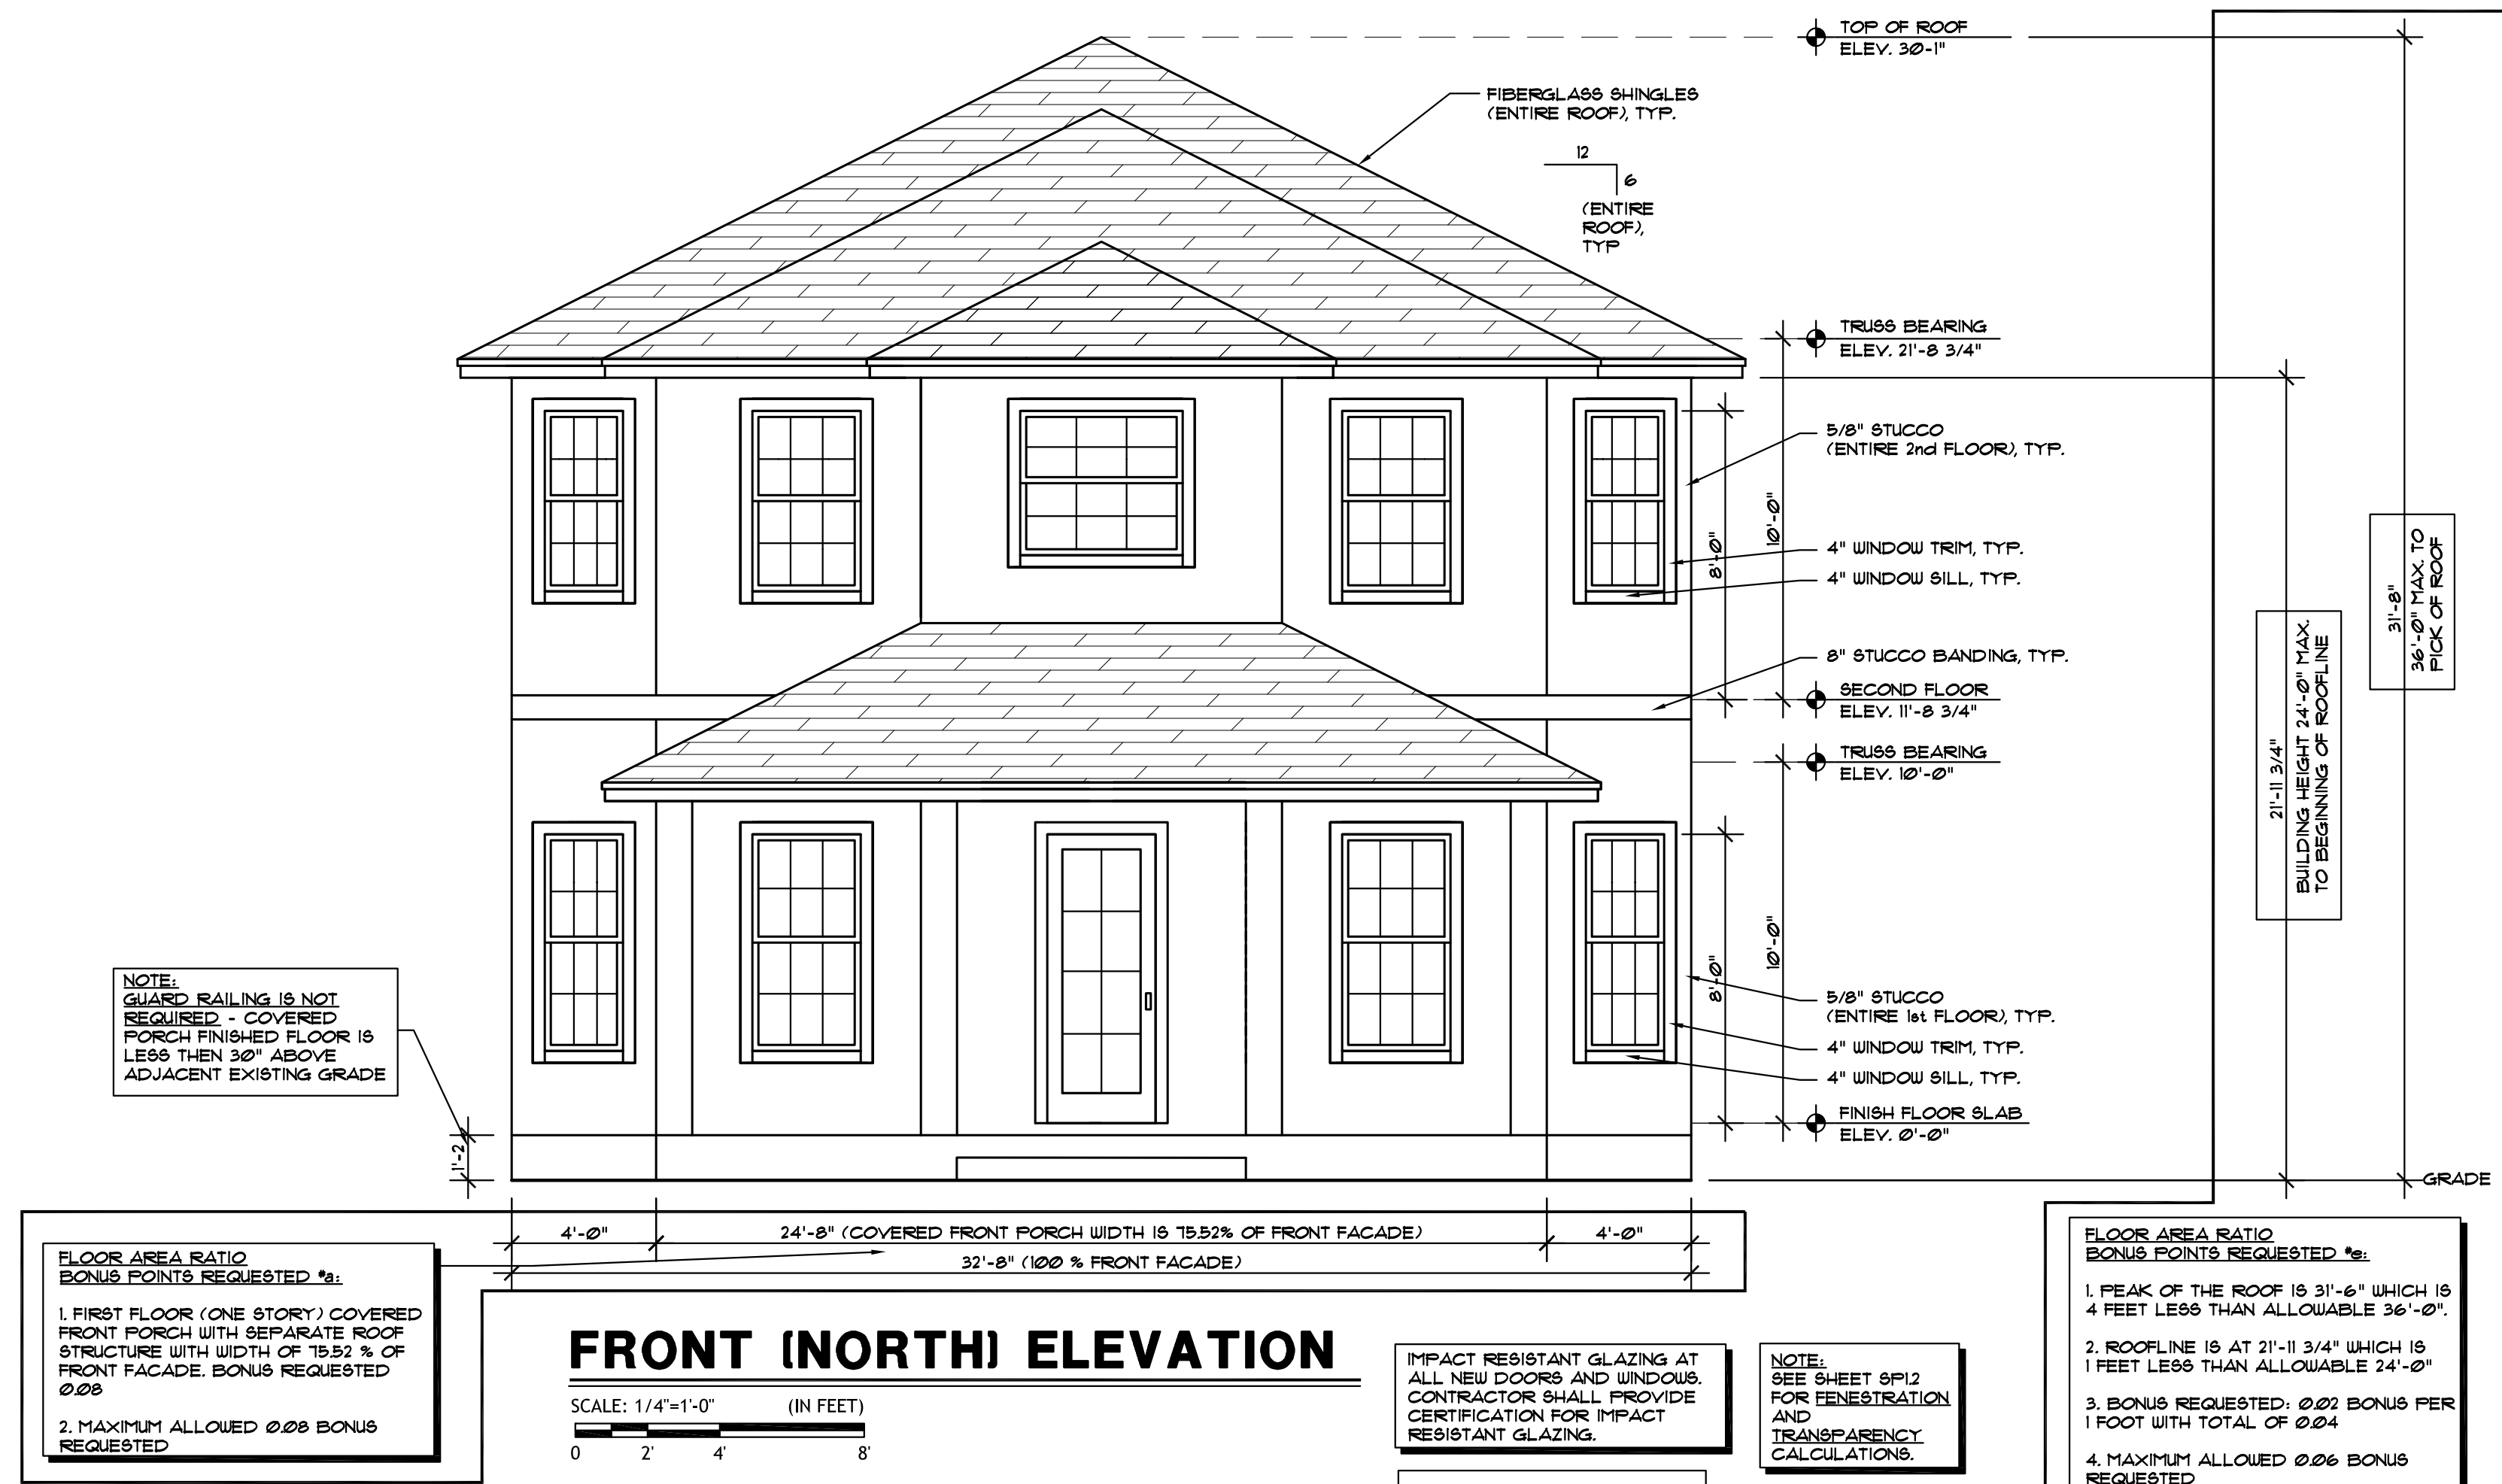 TOP OF ROOF
ELEV. 30-1"
FIBERGLASS SHINGLES
(ENTIRE ROOF), TYP.
12
6
(ENTIRE
ROOF),
TYP
TRUSS BEARING
ELEV. 21'-8 3/4"
5/8" STUCCO
(ENTIRE 2nd FLOOR), TYP.
10'-0"
8'-0"
4" WINDOW TRIM, TYP.
4" WINDOW SILL, TYP.
31'-8"
36'-0" MAX. TO
PICK OF ROOF
8" STUCCO BANDING, TYP.
SECOND FLOOR
ELEV. 11'-8 3/4"
TRUSS BEARING
ELEV. 10'-0"
21'-11 3/4"
BUILDING HEIGHT 24'-0" MAX.
TO BEGINNING OF ROOFLINE
10'-0"
8'-0"
NOTE:
GUARD RAILING IS NOT
REQUIRED - COVERED
PORCH FINISHED FLOOR IS
LESS THEN 30" ABOVE
ADJACENT EXISTING GRADE
5/8" STUCCO
(ENTIRE 1st FLOOR), TYP.
4" WINDOW TRIM, TYP.
4" WINDOW SILL, TYP.
FINISH FLOOR SLAB
ELEV. 0'-0"
1'-2
GRADE
4'-0"
24'-8" (COVERED FRONT PORCH WIDTH IS 75.52% OF FRONT FACADE)
4'-0"
32'-8" (100 % FRONT FACADE)
FLOOR AREA RATIO
BONUS POINTS REQUESTED #a:
1. FIRST FLOOR (ONE STORY) COVERED
FRONT PORCH WITH SEPARATE ROOF
STRUCTURE WITH WIDTH OF 75.52 % OF
FRONT FACADE. BONUS REQUESTED
0.08
2. MAXIMUM ALLOWED 0.08 BONUS
REQUESTED
FRONT (NORTH) ELEVATION
SCALE: 1/4"=1'-0" (IN FEET)
0 2' 4' 8'
IMPACT RESISTANT GLAZING AT
ALL NEW DOORS AND WINDOWS.
CONTRACTOR SHALL PROVIDE
CERTIFICATION FOR IMPACT
RESISTANT GLAZING.
NOTE:
SEE SHEET SP1.2
FOR FENESTRATION
AND
TRANSPARENCY
CALCULATIONS.
FLOOR AREA RATIO
BONUS POINTS REQUESTED #e:
1. PEAK OF THE ROOF IS 31'-6" WHICH IS
4 FEET LESS THAN ALLOWABLE 36'-0".
2. ROOFLINE IS AT 21'-11 3/4" WHICH IS
1 FEET LESS THAN ALLOWABLE 24'-0"
3. BONUS REQUESTED: 0.02 BONUS PER
1 FOOT WITH TOTAL OF 0.04
4. MAXIMUM ALLOWED 0.06 BONUS
REQUESTED